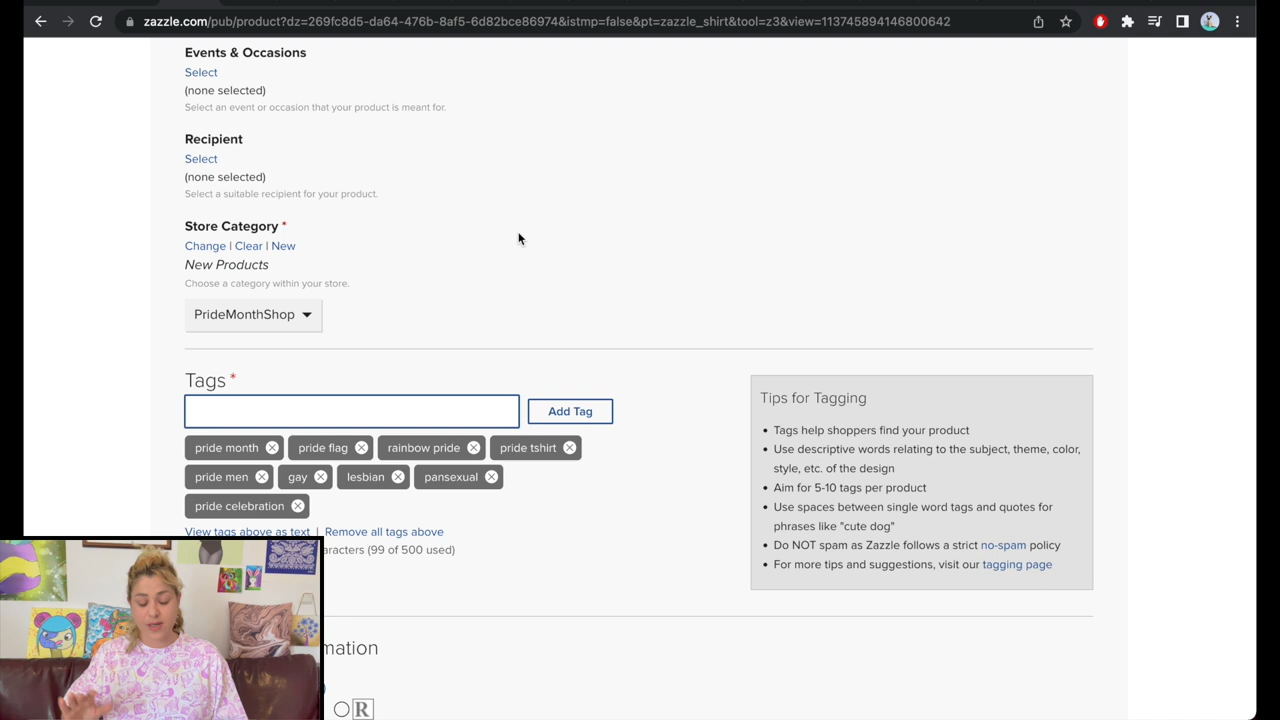 zazzle.com/pub/product?dz=269fc8d5-da64-476b-8af5-6d82bce86974&istmp=false&pt=zazzle_shirt&tool=z3&view=113745894146800642
Events & Occasions
Select
(none selected)
Select an event or occasion that your product is meant for.
Recipient
Select
(none selected)
Select a suitable recipient for your product.
Store Category *
Change | Clear | New
New Products
Choose a category within your store.
PrideMonthShop
Tags *
Add Tag
pride month pride flag rainbow pride pride tshirt
pride men gay lesbian pansexual
pride celebration
View tags above as text | Remove all tags above
aracters (99 of 500 used)
Tips for Tagging
• Tags help shoppers find your product
• Use descriptive words relating to the subject, theme, color,
style, etc. of the design
• Aim for 5-10 tags per product
• Use spaces between single word tags and quotes for
phrases like "cute dog"
• Do NOT spam as Zazzle follows a strict no-spam policy
• For more tips and suggestions, visit our tagging page
mation
R